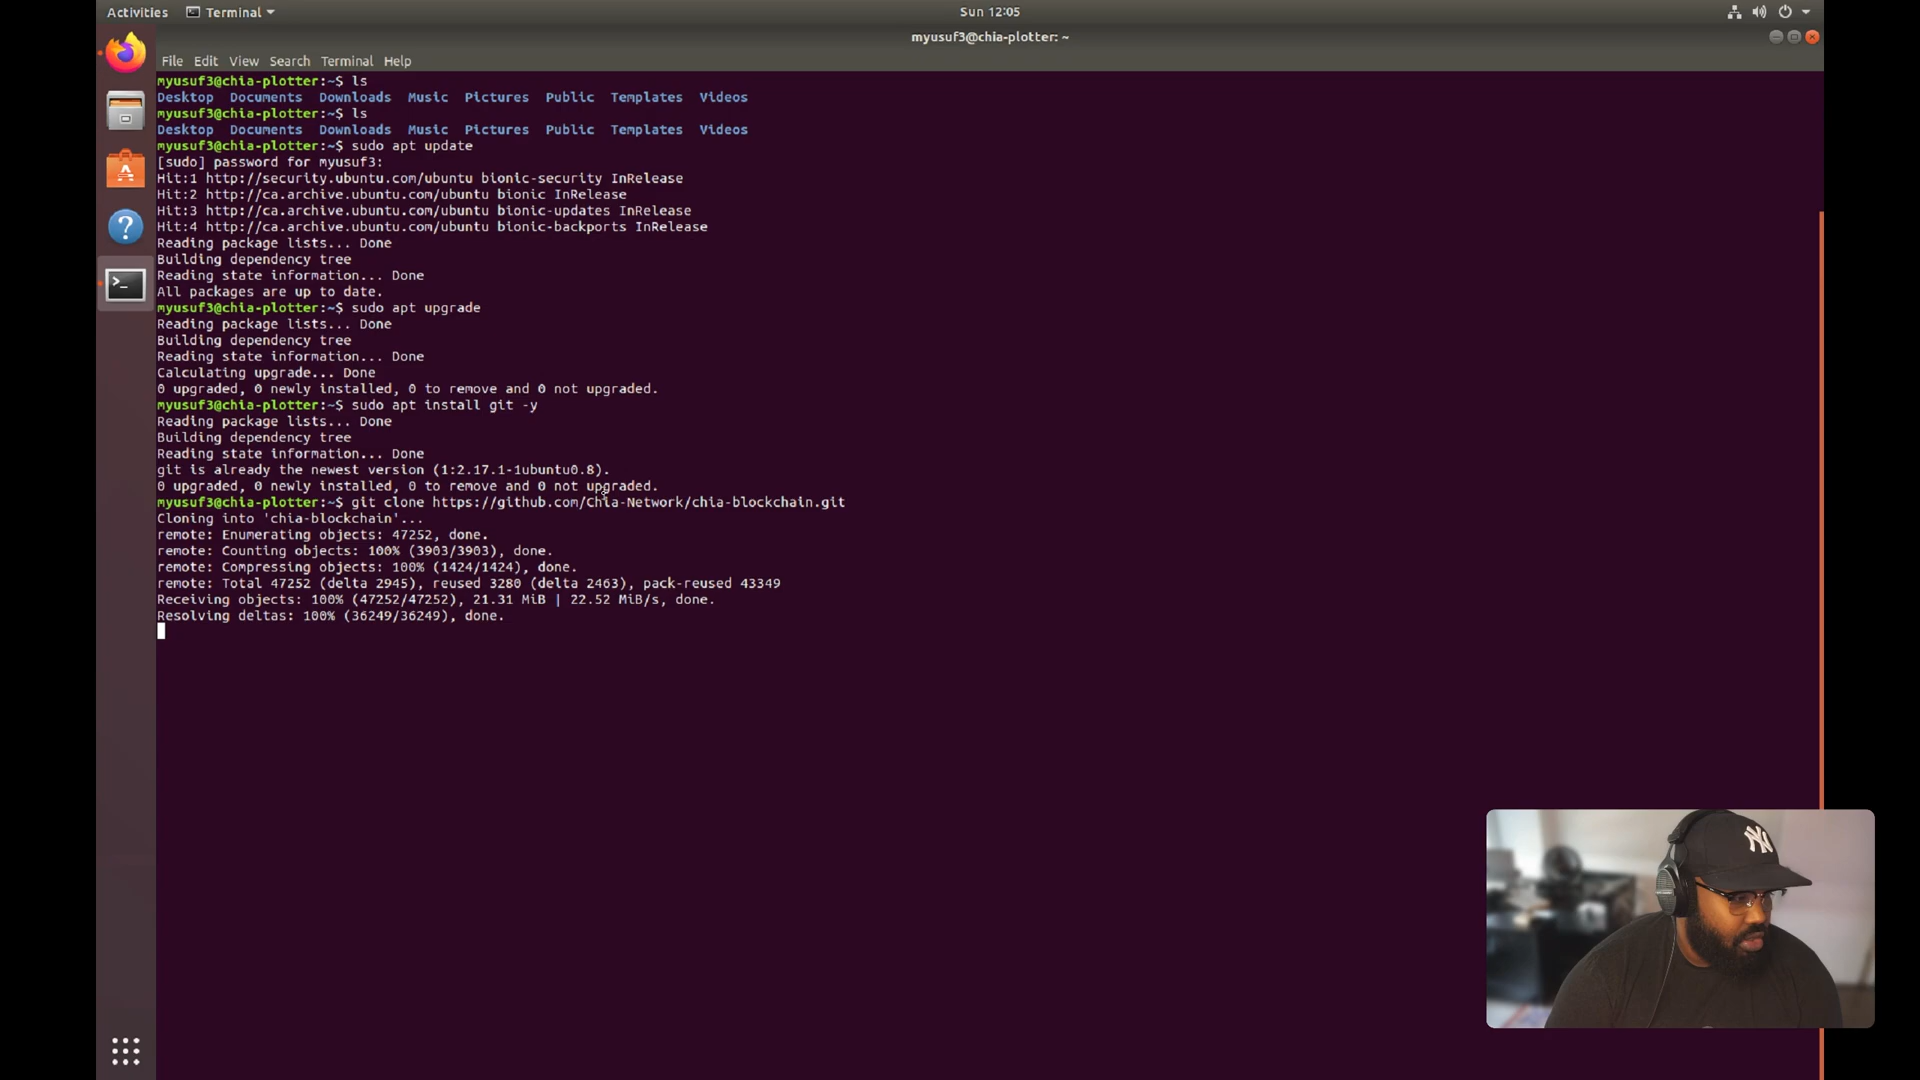 Activities
Terminal
Sun 12:05
myusuf3@chia-plotter: ~
File Edit View Search Terminal Help
myusuf3@chia-plotter:~$ ls
Desktop Documents Downloads Music Pictures Public Templates Videos
myusuf3@chia-plotter:~$ ls
Desktop Documents Downloads Music Pictures Public Templates Videos
myusuf3@chia-plotter:~$ sudo apt update
[sudo] password for myusuf3:
Hit:1 http://security.ubuntu.com/ubuntu bionic-security InRelease
Hit:2 http://ca.archive.ubuntu.com/ubuntu bionic InRelease
Hit:3 http://ca.archive.ubuntu.com/ubuntu bionic-updates InRelease
Hit:4 http://ca.archive.ubuntu.com/ubuntu bionic-backports InRelease
Reading package lists... Done
Building dependency tree
Reading state information... Done
All packages are up to date.
myusuf3@chia-plotter:~$ sudo apt upgrade
Reading package lists... Done
Building dependency tree
Reading state information... Done
Calculating upgrade... Done
0 upgraded, 0 newly installed, 0 to remove and 0 not upgraded.
myusuf3@chia-plotter:~$ sudo apt install git -y
Reading package lists... Done
Building dependency tree
Reading state information... Done
git is already the newest version (1:2.17.1-1ubuntu0.8).
0 upgraded, 0 newly installed, 0 to remove and 0 not upgraded.
myusuf3@chia-plotter:~$ git clone https://github.com/Chia-Network/chia-blockchain.git
Cloning into 'chia-blockchain'...
remote: Enumerating objects: 47252, done.
remote: Counting objects: 100% (3903/3903), done.
remote: Compressing objects: 100% (1424/1424), done.
remote: Total 47252 (delta 2945), reused 3280 (delta 2463), pack-reused 43349
Receiving objects: 100% (47252/47252), 21.31 MiB | 22.52 MiB/s, done.
Resolving deltas: 100% (36249/36249), done.
NY